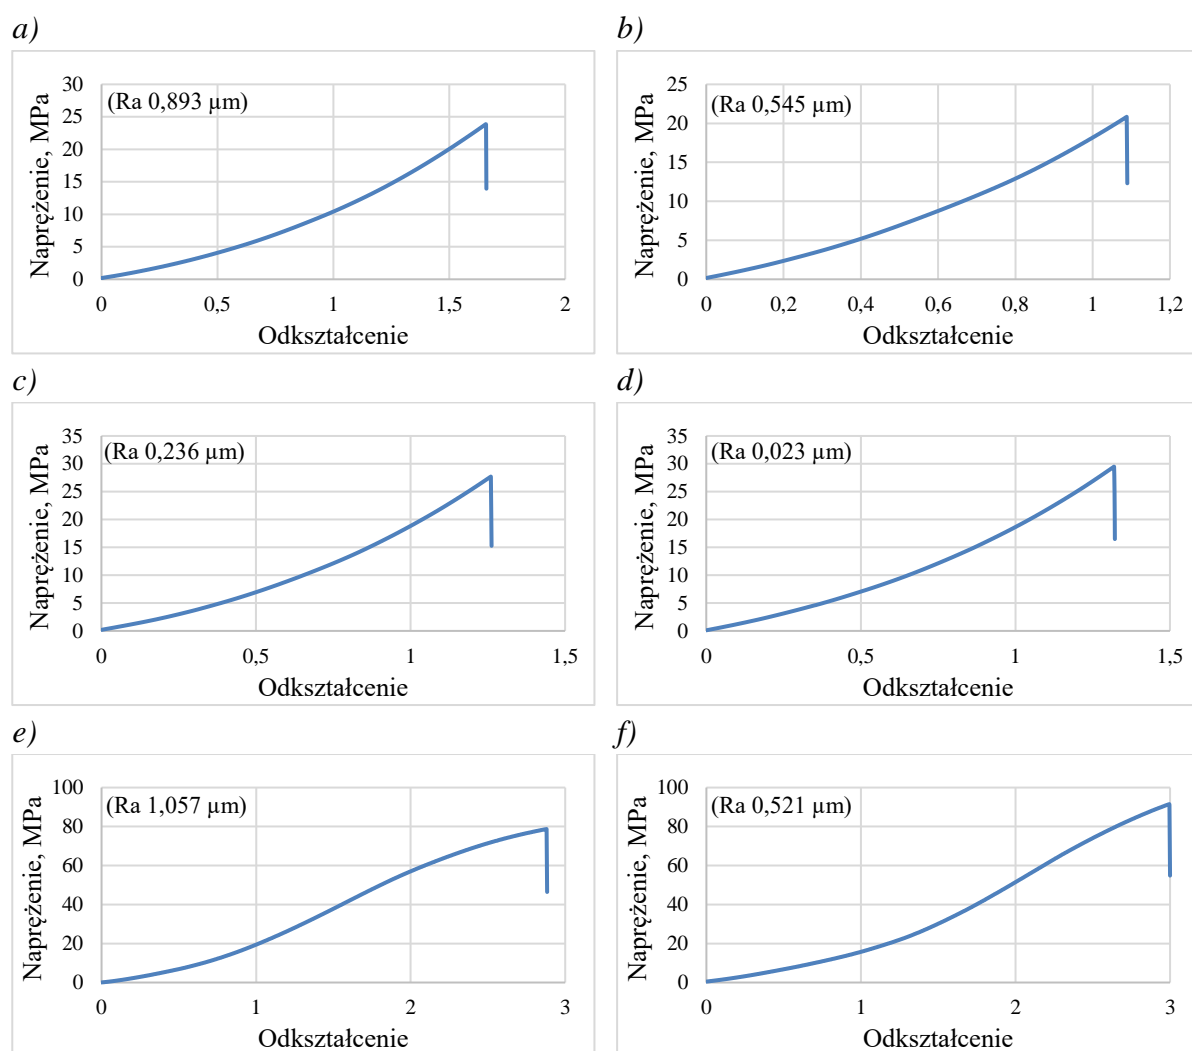 a)
(Ra 0,893 µm)
Naprężenie, MPa
30
25
20
15
10
5
0
0 0,5 1 1,5 2
Odkształcenie
b)
(Ra 0,545 µm)
Naprężenie, MPa
25
20
15
10
5
0
0 0,2 0,4 0,6 0,8 1 1,2
Odkształcenie
c)
(Ra 0,236 µm)
Naprężenie, MPa
35
30
25
20
15
10
5
0
0 0,5 1 1,5
Odkształcenie
d)
(Ra 0,023 µm)
Naprężenie, MPa
35
30
25
20
15
10
5
0
0 0,5 1 1,5
Odkształcenie
e)
(Ra 1,057 µm)
Naprężenie, MPa
100
80
60
40
20
0
0 1 2 3
Odkształcenie
f)
(Ra 0,521 µm)
Naprężenie, MPa
100
80
60
40
20
0
0 1 2 3
Odkształcenie